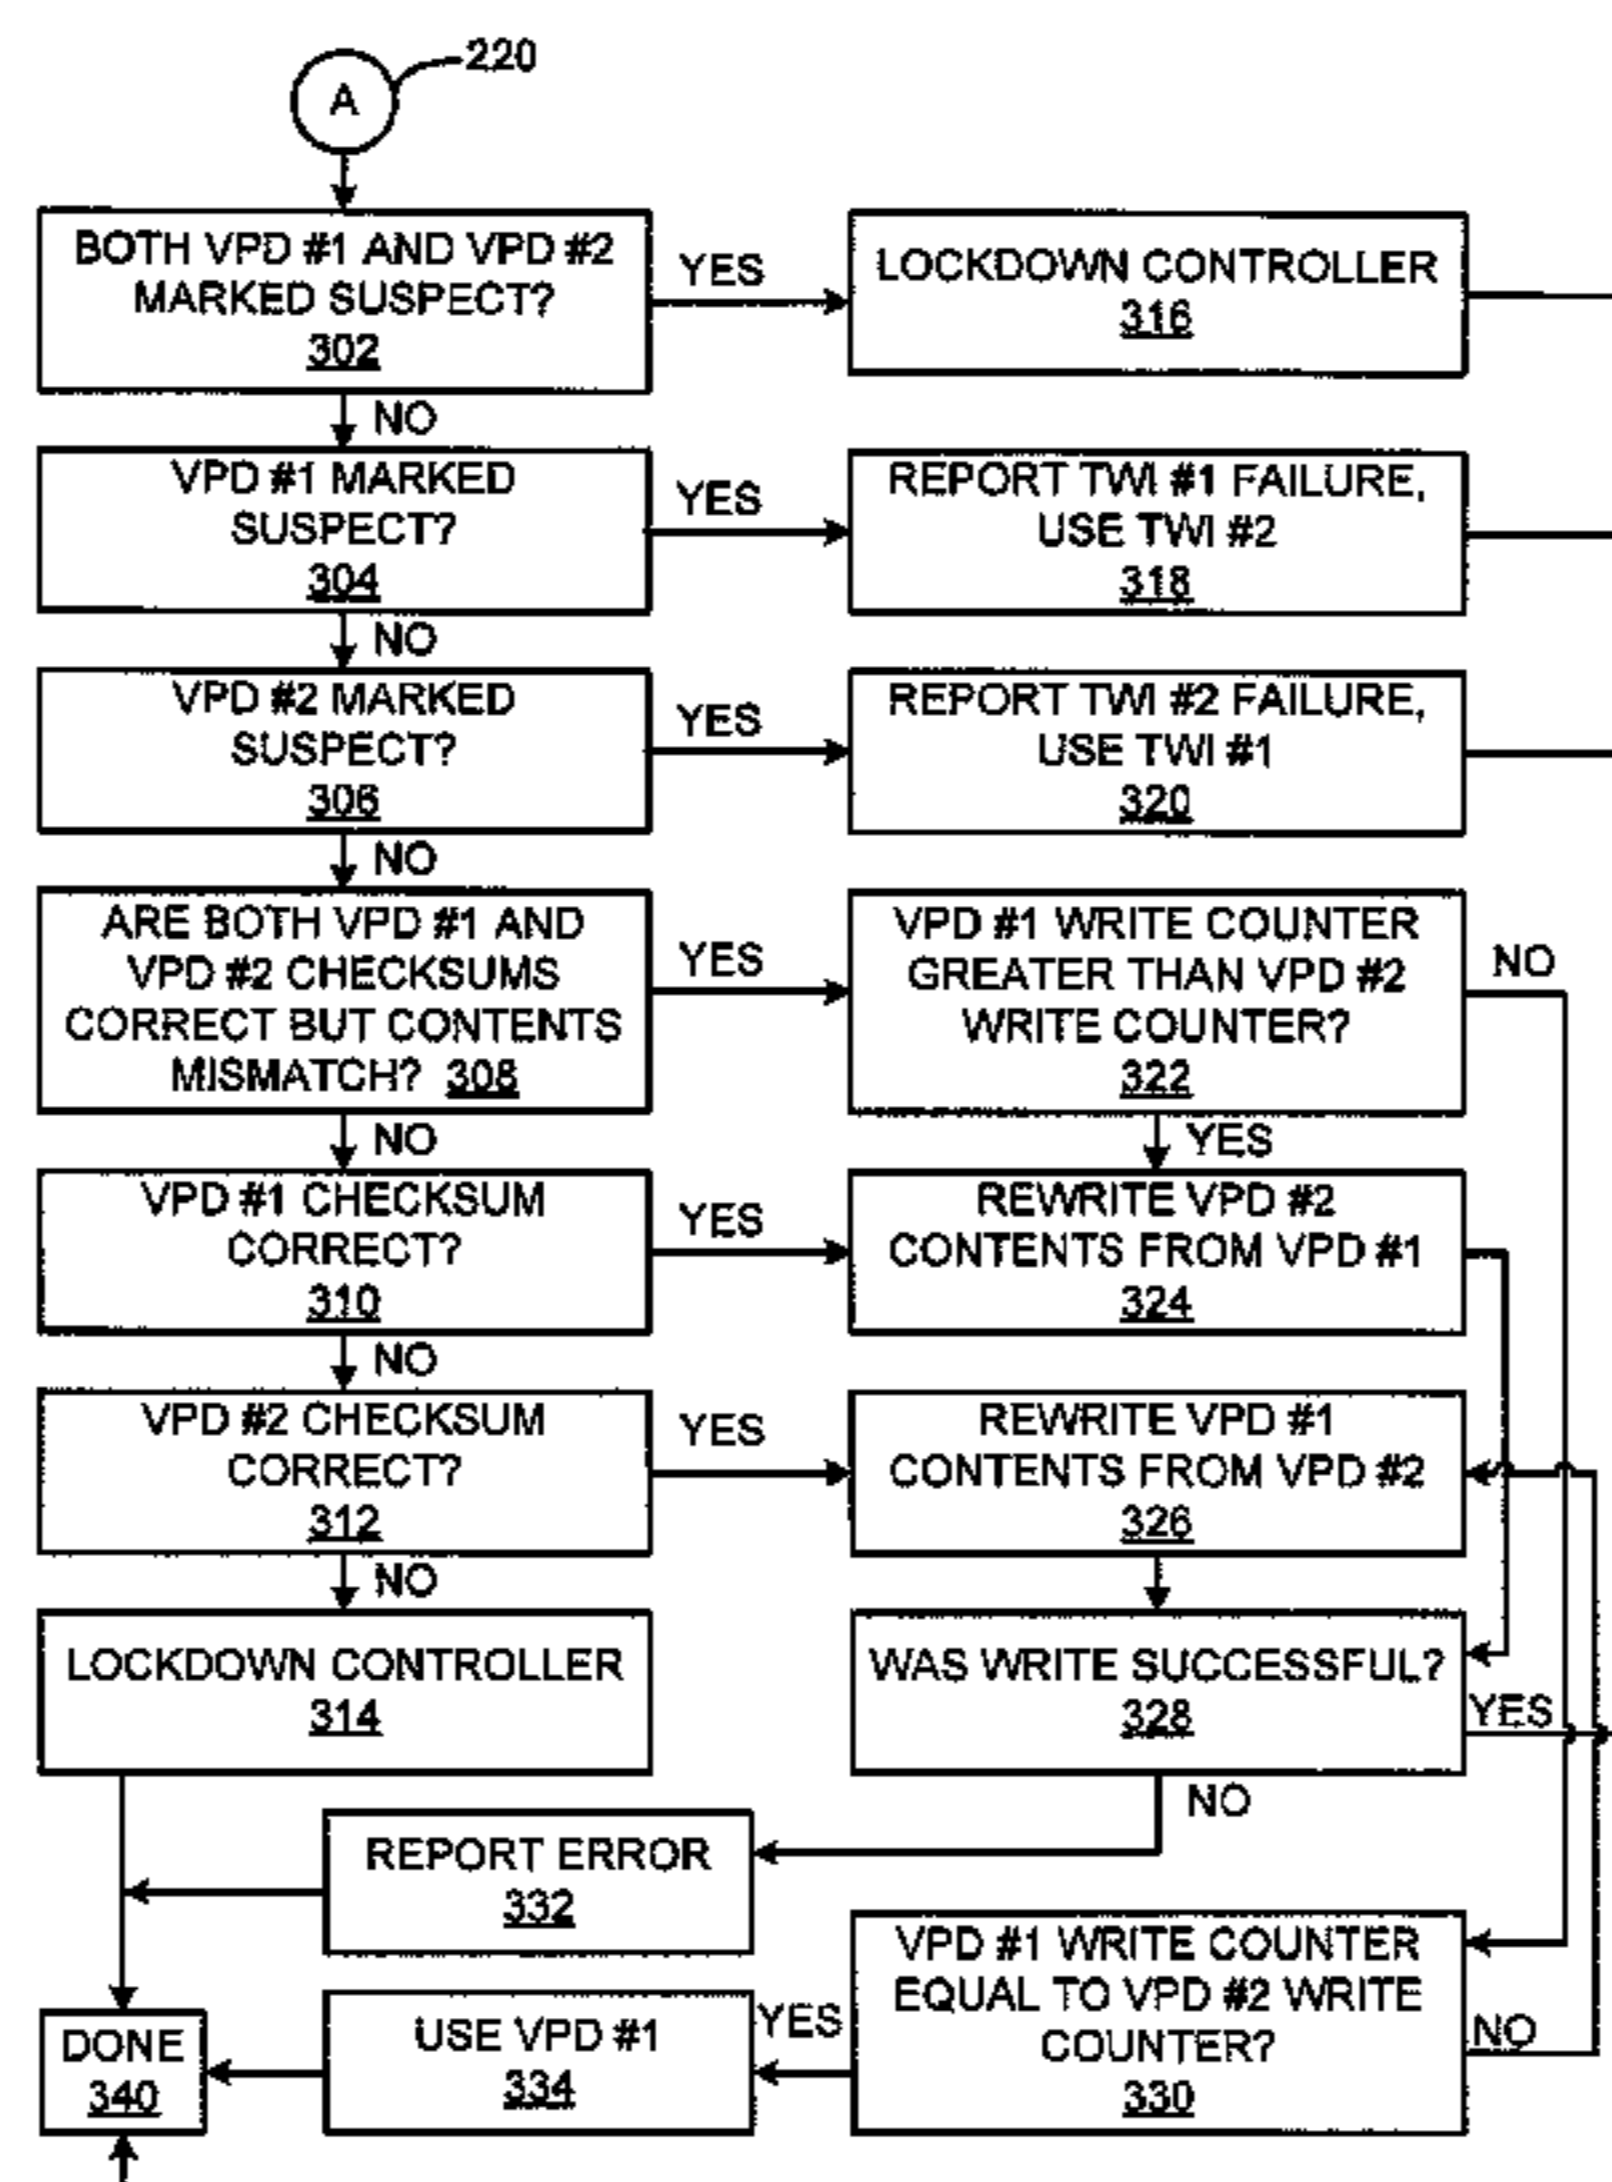 220
A
BOTH VPD #1 AND VPD #2
MARKED SUSPECT?
302
YES
LOCKDOWN CONTROLLER
316
NO
VPD #1 MARKED
SUSPECT?
304
YES
REPORT TWI #1 FAILURE,
USE TWI #2
318
NO
VPD #2 MARKED
SUSPECT?
306
YES
REPORT TWI #2 FAILURE,
USE TWI #1
320
NO
ARE BOTH VPD #1 AND
VPD #2 CHECKSUMS
CORRECT BUT CONTENTS
MISMATCH? 308
YES
VPD #1 WRITE COUNTER
GREATER THAN VPD #2
WRITE COUNTER?
322
NO
NO
YES
VPD #1 CHECKSUM
CORRECT?
310
YES
REWRITE VPD #2
CONTENTS FROM VPD #1
324
NO
VPD #2 CHECKSUM
CORRECT?
312
YES
REWRITE VPD #1
CONTENTS FROM VPD #2
326
NO
LOCKDOWN CONTROLLER
314
WAS WRITE SUCCESSFUL?
328
YES
NO
REPORT ERROR
332
VPD #1 WRITE COUNTER
EQUAL TO VPD #2 WRITE
COUNTER?
330
NO
YES
USE VPD #1
334
DONE
340